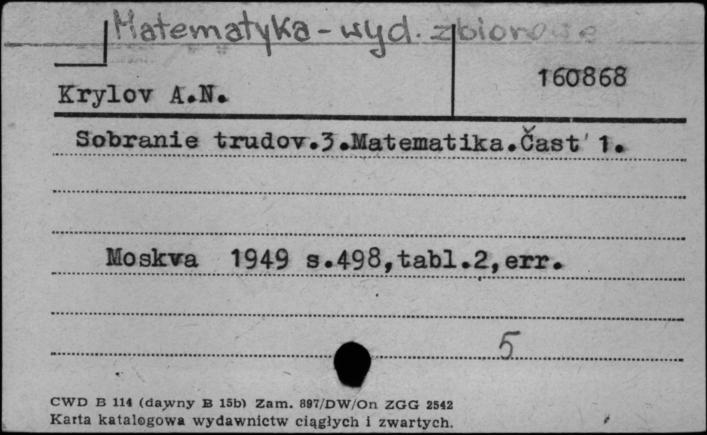 Matematyka - wyd. zbiorowe
160868
Krylov A.N.
Sobranie trudov.3.Matematika.Čast' 1.
Moskva 1949 s.498,tabl.2,err.
5
CWD B 114 (dawny B 15b) Zam. 897/DW/On ZGG 2542
Karta katalogowa wydawnictw ciągłych i zwartych.